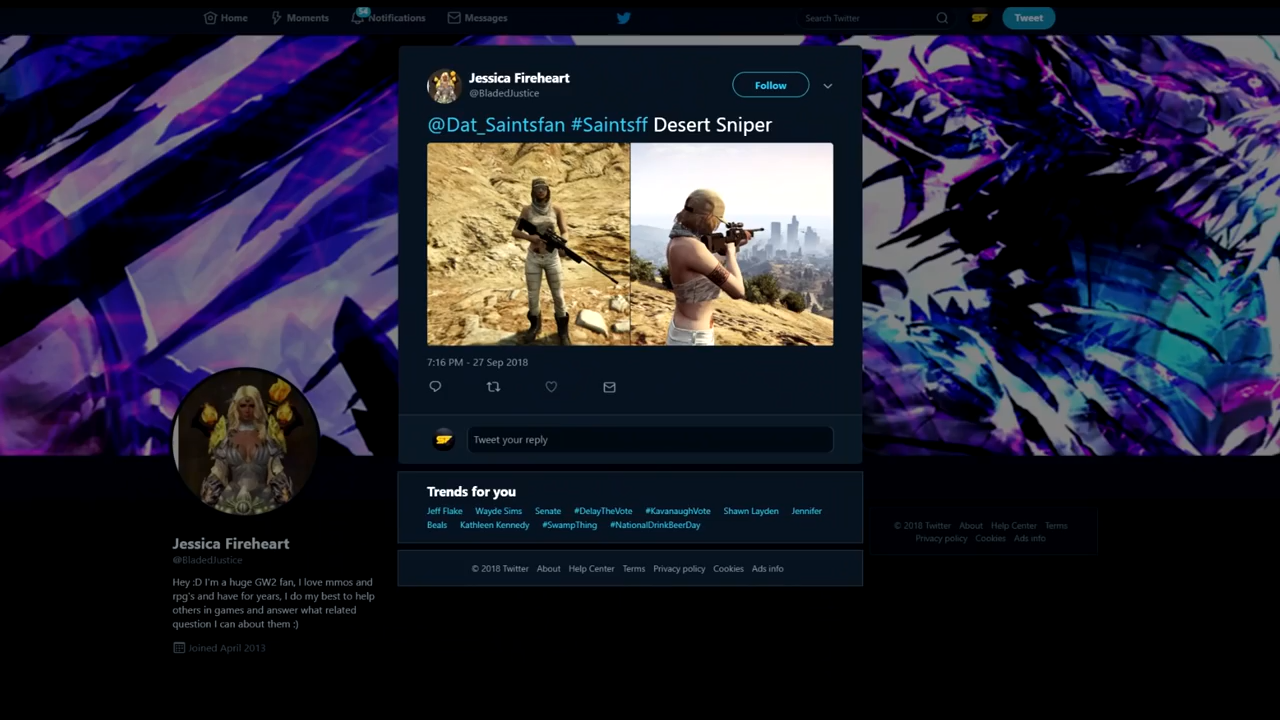 Home Moments 54 Notifications Messages Search Twitter Tweet
Jessica Fireheart
@BladedJustice
Follow
@Dat_Saintsfan #Saintsff Desert Sniper
7:16 PM - 27 Sep 2018
Tweet your reply
Trends for you
Jeff Flake Wayde Sims Senate #DelayTheVote #KavanaughVote Shawn Layden Jennifer
Beals Kathleen Kennedy #SwampThing #NationalDrinkBeerDay
© 2018 Twitter About Help Center Terms Privacy policy Cookies Ads info
Jessica Fireheart
@BladedJustice
Hey :D I'm a huge GW2 fan, I love mmos and
rpg's and have for years, I do my best to help
others in games and answer what related
question I can about them :)
Joined April 2013
© 2018 Twitter About Help Center Terms
Privacy policy Cookies Ads info